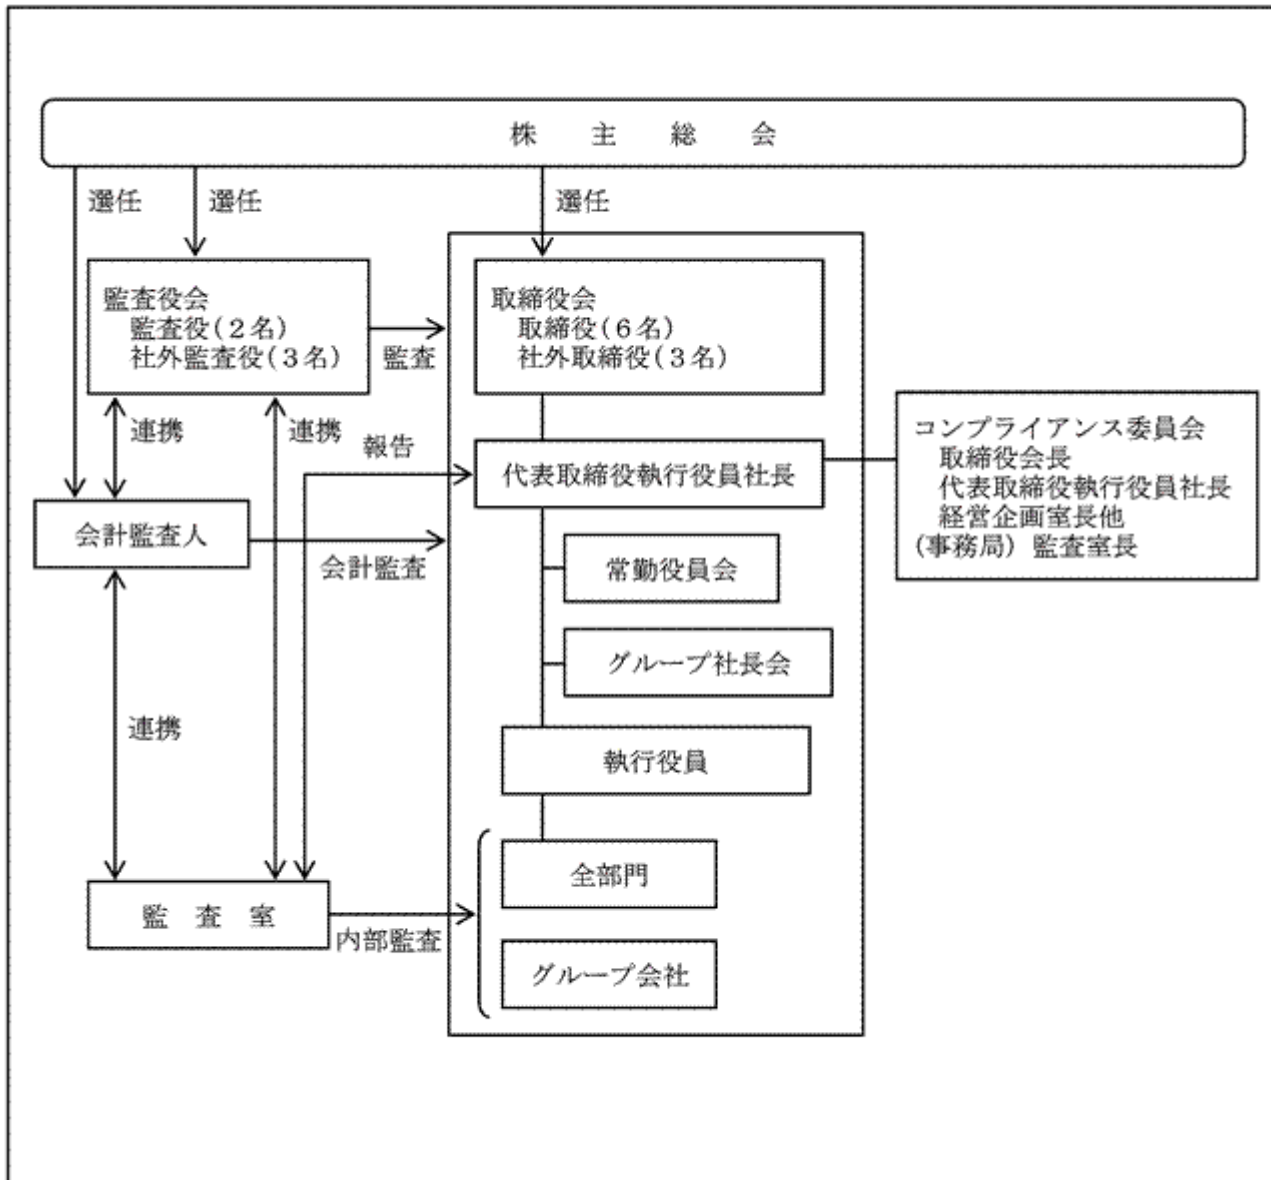 株主総会
選任
選任
選任
監査役会
監査役(2名)
社外監査役(3名)
監査
取締役会
取締役(6名)
社外取締役(3名)
連携
連携
報告
代表取締役執行役員社長
コンプライアンス委員会
取締役会長
代表取締役執行役員社長
経営企画室長他
(事務局) 監査室長
会計監査人
会計監査
常勤役員会
グループ社長会
連携
執行役員
全部門
監査室
内部監査
グループ会社